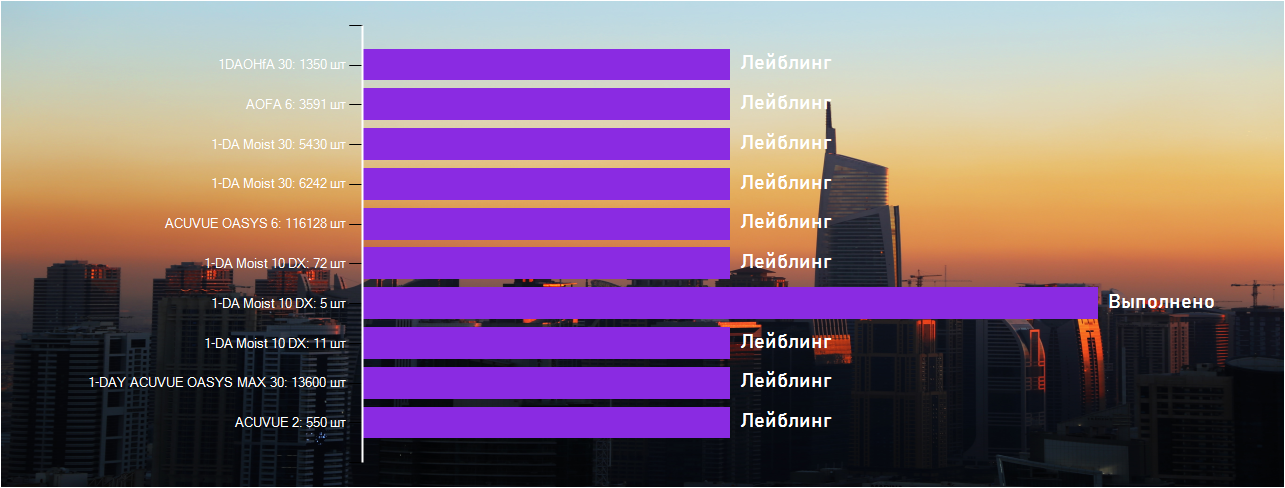 1DAOHfA 30: 1350 шт Лейблинг
AOFA 6: 3591 шт Лейблинг
1-DA Moist 30: 5430 шт Лейблинг
1-DA Moist 30: 6242 шт Лейблинг
ACUVUE OASYS 6: 116128 шт Лейблинг
1-DA Moist 10 DX: 72 шт Лейблинг
1-DA Moist 10 DX: 5 шт Выполнено
1-DA Moist 10 DX: 11 шт Лейблинг
1-DAY ACUVUE OASYS MAX 30: 13600 шт Лейблинг
ACUVUE 2: 550 шт Лейблинг